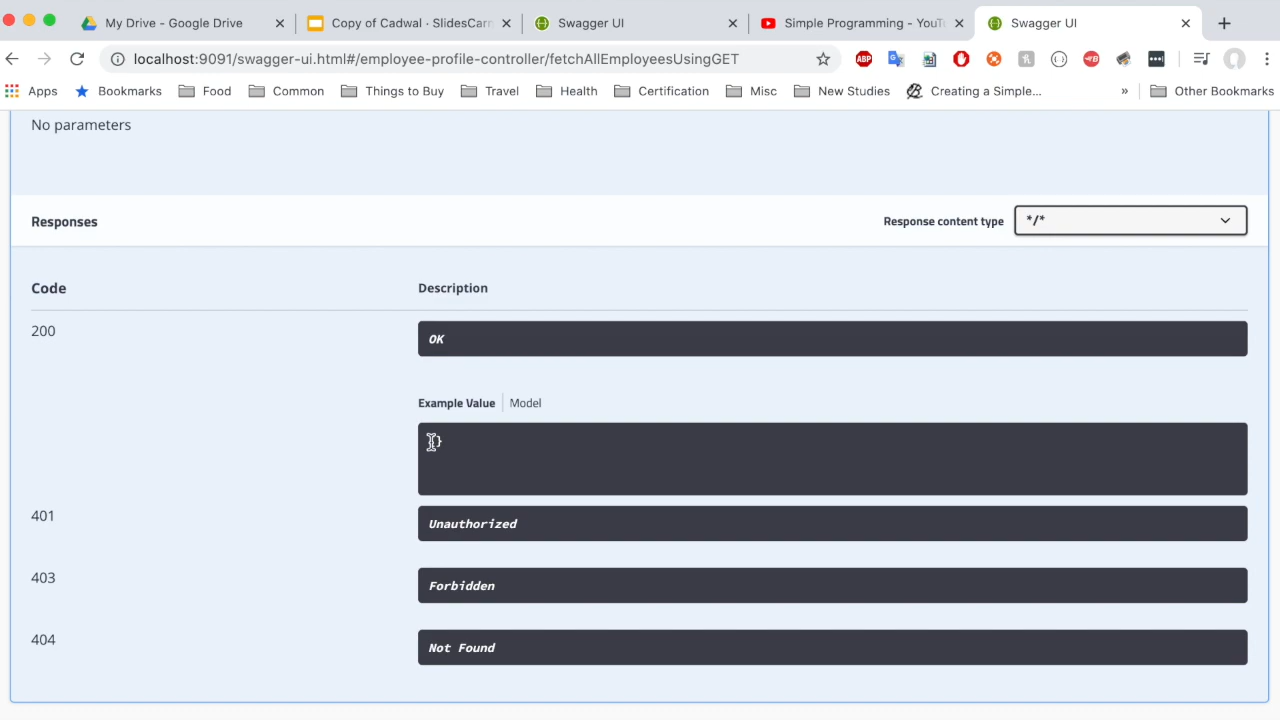 My Drive - Google Drive
Copy of Cadwal · SlidesCarn
Swagger UI
Simple Programming - YouTu
Swagger UI
localhost:9091/swagger-ui.html#/employee-profile-controller/fetchAllEmployeesUsingGET
ABP
Apps
Bookmarks
Food
Common
Things to Buy
Travel
Health
Certification
Misc
New Studies
Creating a Simple...
»
Other Bookmarks
No parameters
Responses
Response content type
*/*
Code
Description
200
OK
Example Value
Model
{}
401
Unauthorized
403
Forbidden
404
Not Found